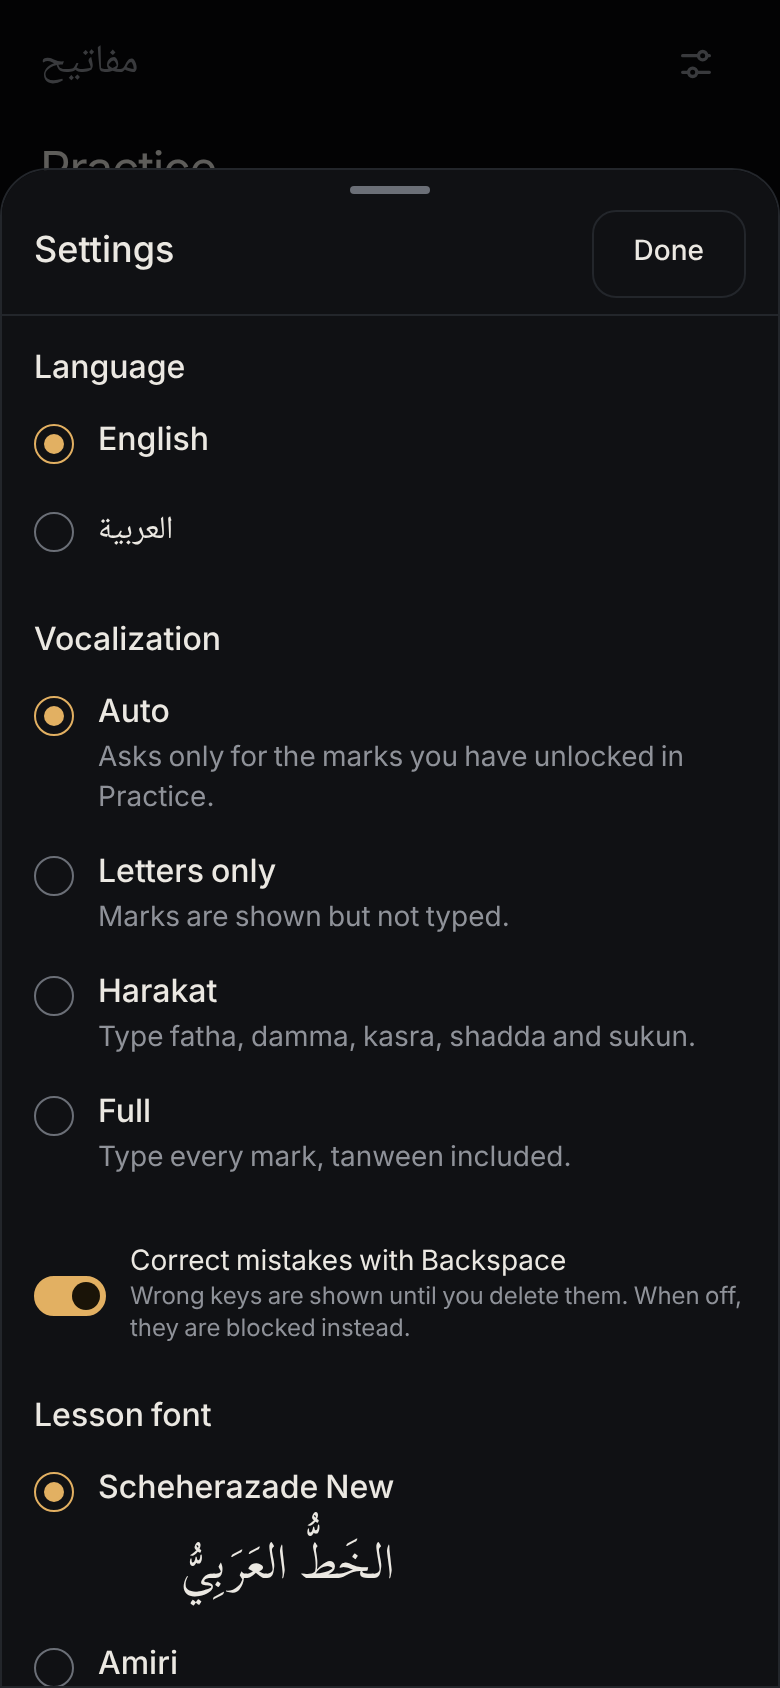 مفاتيح
Practice
Settings
Done
Language
English
العربية
Vocalization
Auto
Asks only for the marks you have unlocked in
Practice.
Letters only
Marks are shown but not typed.
Harakat
Type fatha, damma, kasra, shadda and sukun.
Full
Type every mark, tanween included.
Correct mistakes with Backspace
Wrong keys are shown until you delete them. When off,
they are blocked instead.
Lesson font
Scheherazade New
الخَطُّ العَرَبِيُّ
Amiri